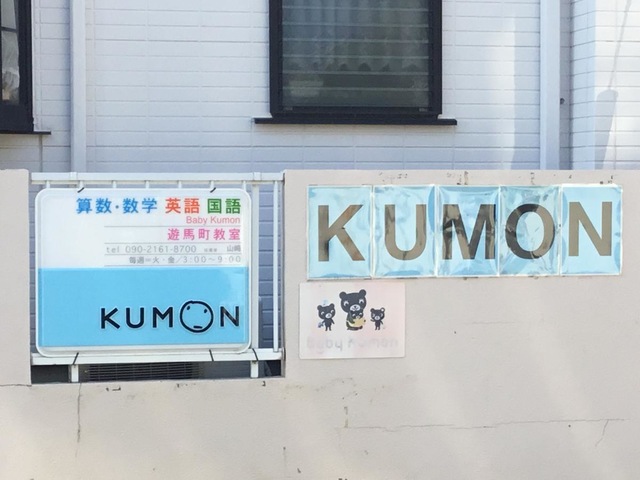 算数・数学 英語 国語
Baby Kumon
遊馬町教室
tel 090-2161-8700 山崎
毎週＝火・金/3:00~9:00
KUMON
KUMON
Baby Kumon